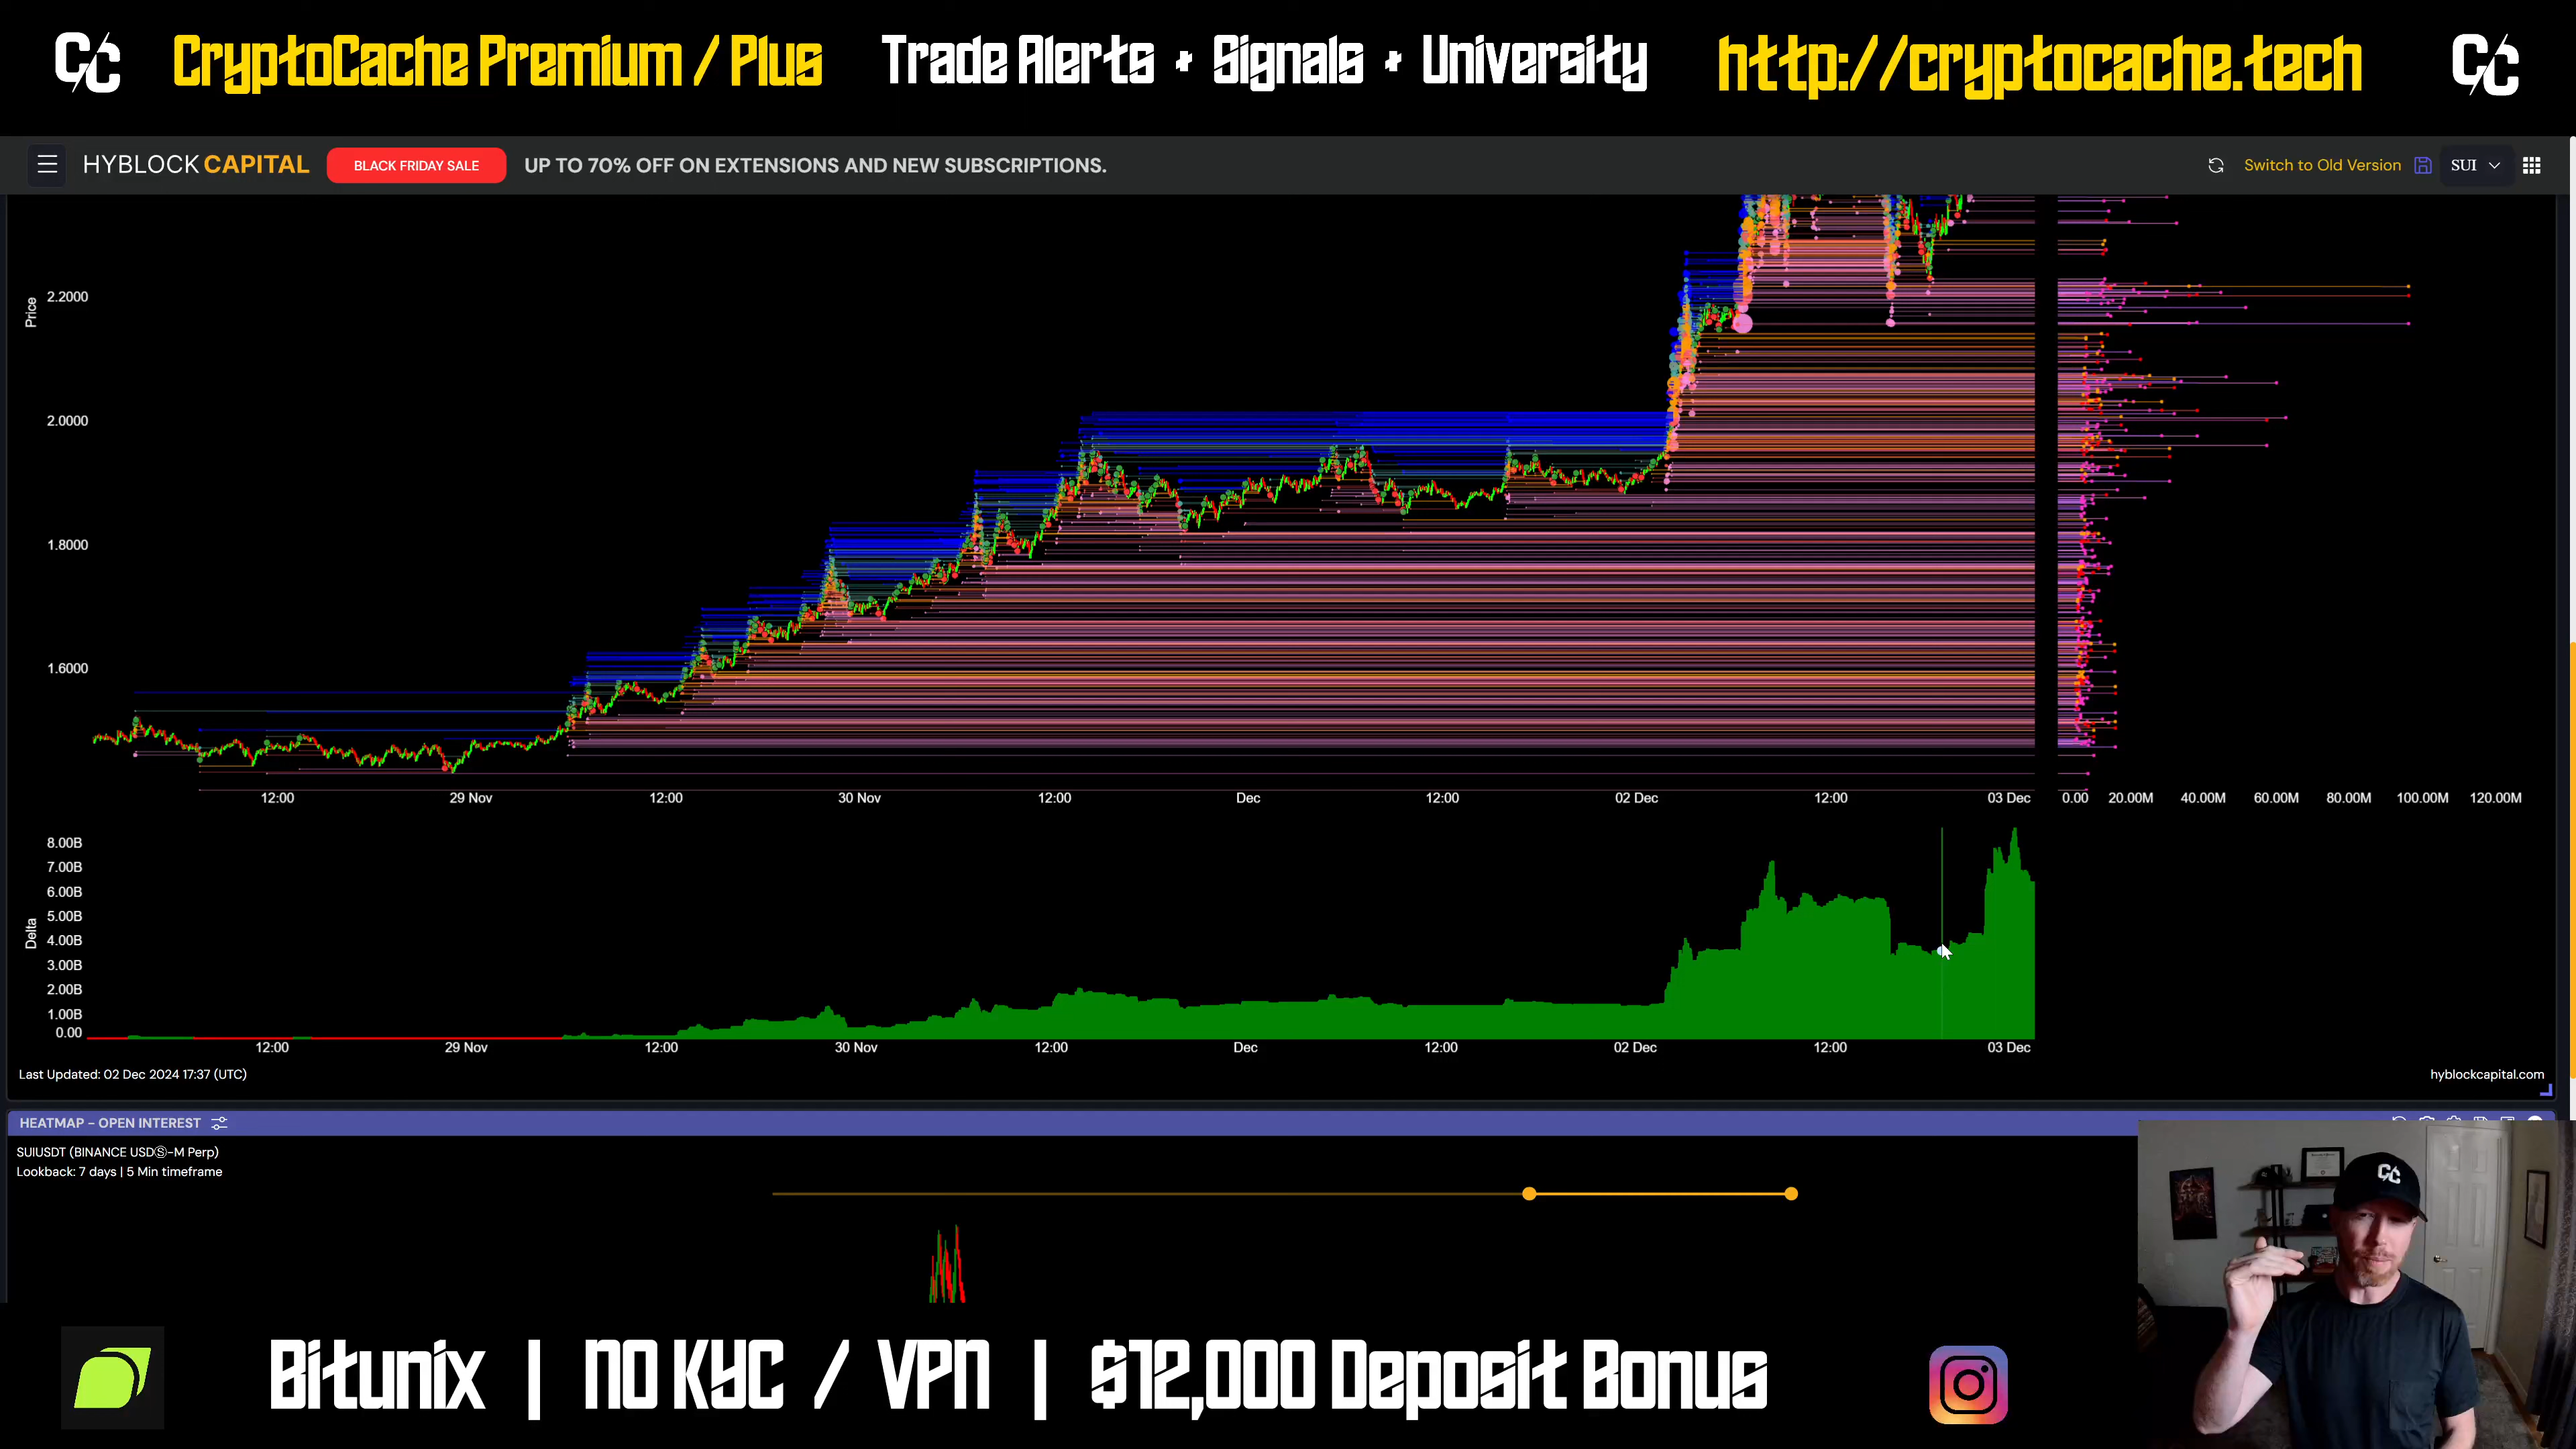 CryptoCache Premium / Plus Trade Alerts + Signals + University http://cryptocache.tech
HYBLOCK CAPITAL BLACK FRIDAY SALE UP TO 70% OFF ON EXTENSIONS AND NEW SUBSCRIPTIONS. Switch to Old Version SUI
Price
2.2000
2.0000
1.8000
1.6000
12:00 29 Nov 12:00 30 Nov 12:00 Dec 12:00 02 Dec 12:00 03 Dec 0.00 20.00M 40.00M 60.00M 80.00M 100.00M 120.00M
Delta
8.00B
7.00B
6.00B
5.00B
4.00B
3.00B
2.00B
1.00B
0.00
12:00 29 Nov 12:00 30 Nov 12:00 Dec 12:00 02 Dec 12:00 03 Dec
Last Updated: 02 Dec 2024 17:37 (UTC) hyblockcapital.com
HEATMAP - OPEN INTEREST
SUIUSDT (BINANCE USDⓈ-M Perp)
Lookback: 7 days | 5 Min timeframe
Bitunix | NO KYC / VPN | $12,000 Deposit Bonus